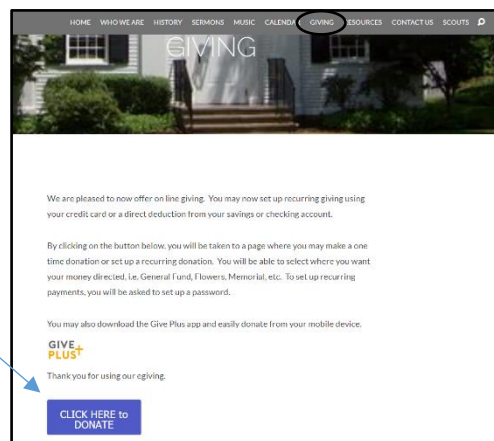 HOME WHO WE ARE HISTORY SERMONS MUSIC CALENDAR GIVING RESOURCES CONTACT US SCOUTS
GIVING
We are pleased to now offer on line giving. You may now set up recurring giving using
your credit card or a direct deduction from your savings or checking account.
By clicking on the button below, you will be taken to a page where you may make a one
time donation or set up a recurring donation. You will be able to select where you want
your money directed, i.e. General Fund, Flowers, Memorial, etc. To set up recurring
payments, you will be asked to set up a password.
You may also download the Give Plus app and easily donate from your mobile device.
GIVE
PLUS+
Thank you for using our egiving.
CLICK HERE to
DONATE